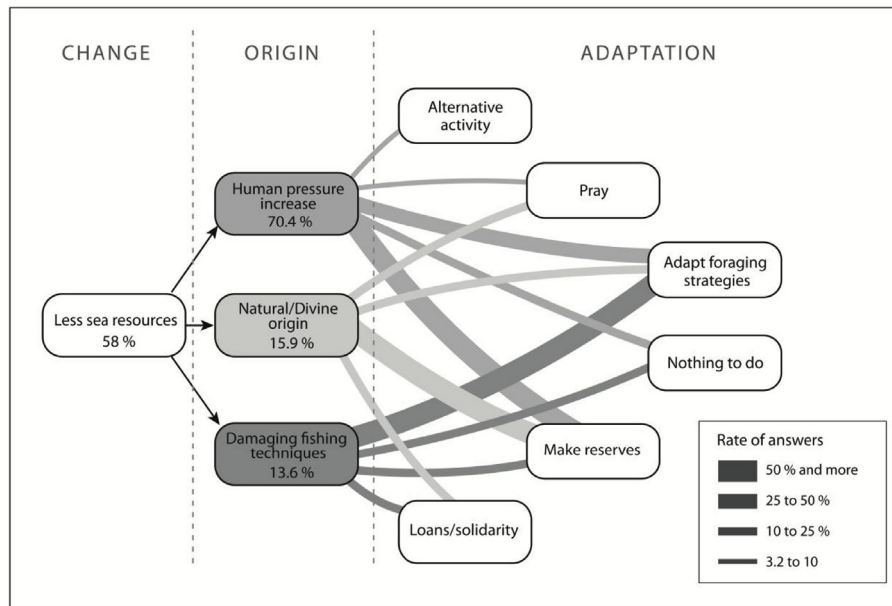 CHANGE
ORIGIN
ADAPTATION
Alternative
activity
Human pressure
increase
70.4 %
Pray
Adapt foraging
strategies
Less sea resources
58 %
Natural/Divine
origin
15.9 %
Nothing to do
Damaging fishing
techniques
13.6 %
Make reserves
Loans/solidarity
Rate of answers
50 % and more
25 to 50 %
10 to 25 %
3.2 to 10